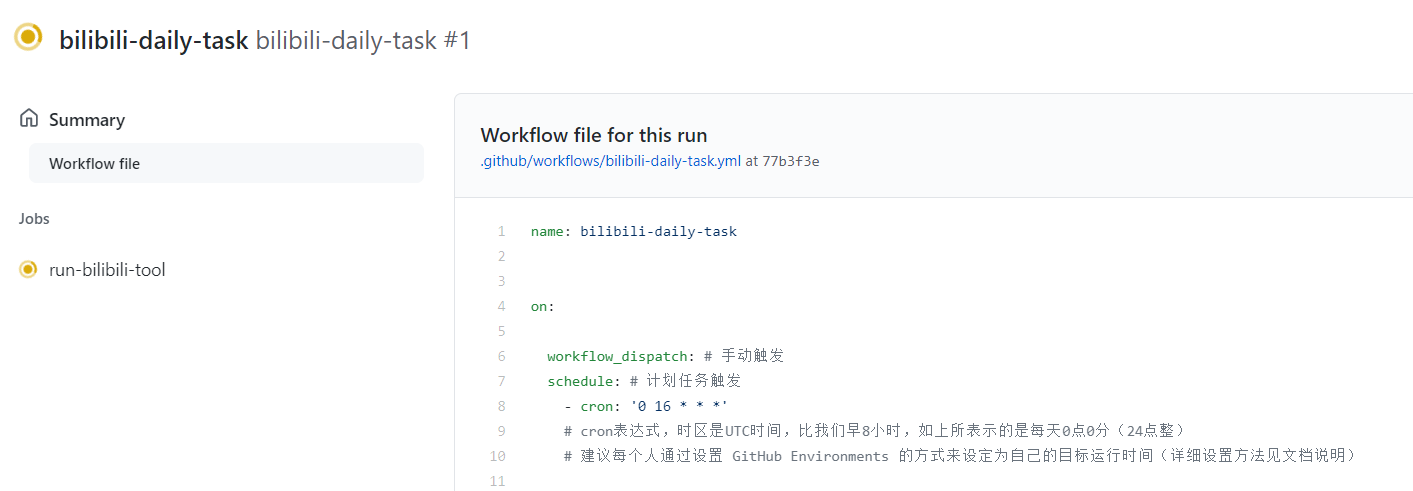 bilibili-daily-task bilibili-daily-task #1
Summary
Workflow file
Jobs
run-bilibili-tool
Workflow file for this run
.github/workflows/bilibili-daily-task.yml at 77b3f3e
1 name: bilibili-daily-task
2
3
4 on:
5
6 workflow_dispatch: # 手动触发
7 schedule: # 计划任务触发
8 - cron: '0 16 * * *'
9 # cron表达式，时区是UTC时间，比我们早8小时，如上所表示的是每天0点0分（24点整）
10 # 建议每个人通过设置 GitHub Environments 的方式来设定为自己的目标运行时间（详细设置方法见文档说明）
11